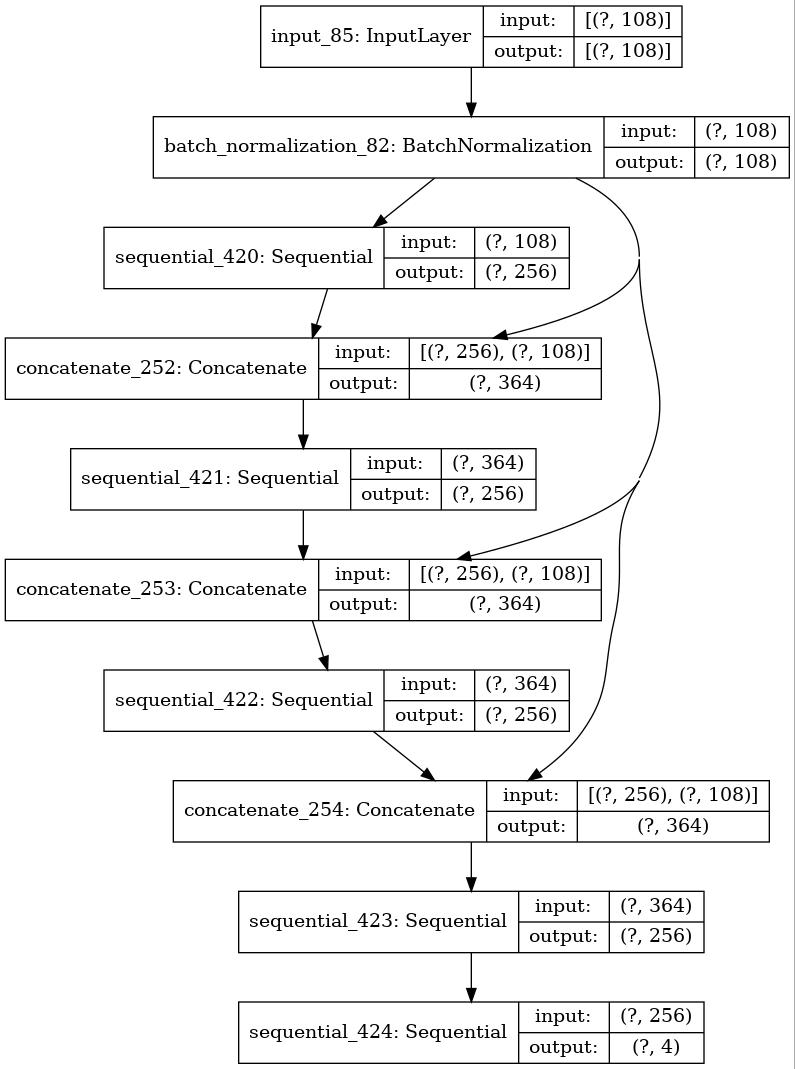 input_85: InputLayer
input: [(?, 108)]
output: [(?, 108)]
batch_normalization_82: BatchNormalization
input: (?, 108)
output: (?, 108)
sequential_420: Sequential
input: (?, 108)
output: (?, 256)
concatenate_252: Concatenate
input: [(?, 256), (?, 108)]
output: (?, 364)
sequential_421: Sequential
input: (?, 364)
output: (?, 256)
concatenate_253: Concatenate
input: [(?, 256), (?, 108)]
output: (?, 364)
sequential_422: Sequential
input: (?, 364)
output: (?, 256)
concatenate_254: Concatenate
input: [(?, 256), (?, 108)]
output: (?, 364)
sequential_423: Sequential
input: (?, 364)
output: (?, 256)
sequential_424: Sequential
input: (?, 256)
output: (?, 4)